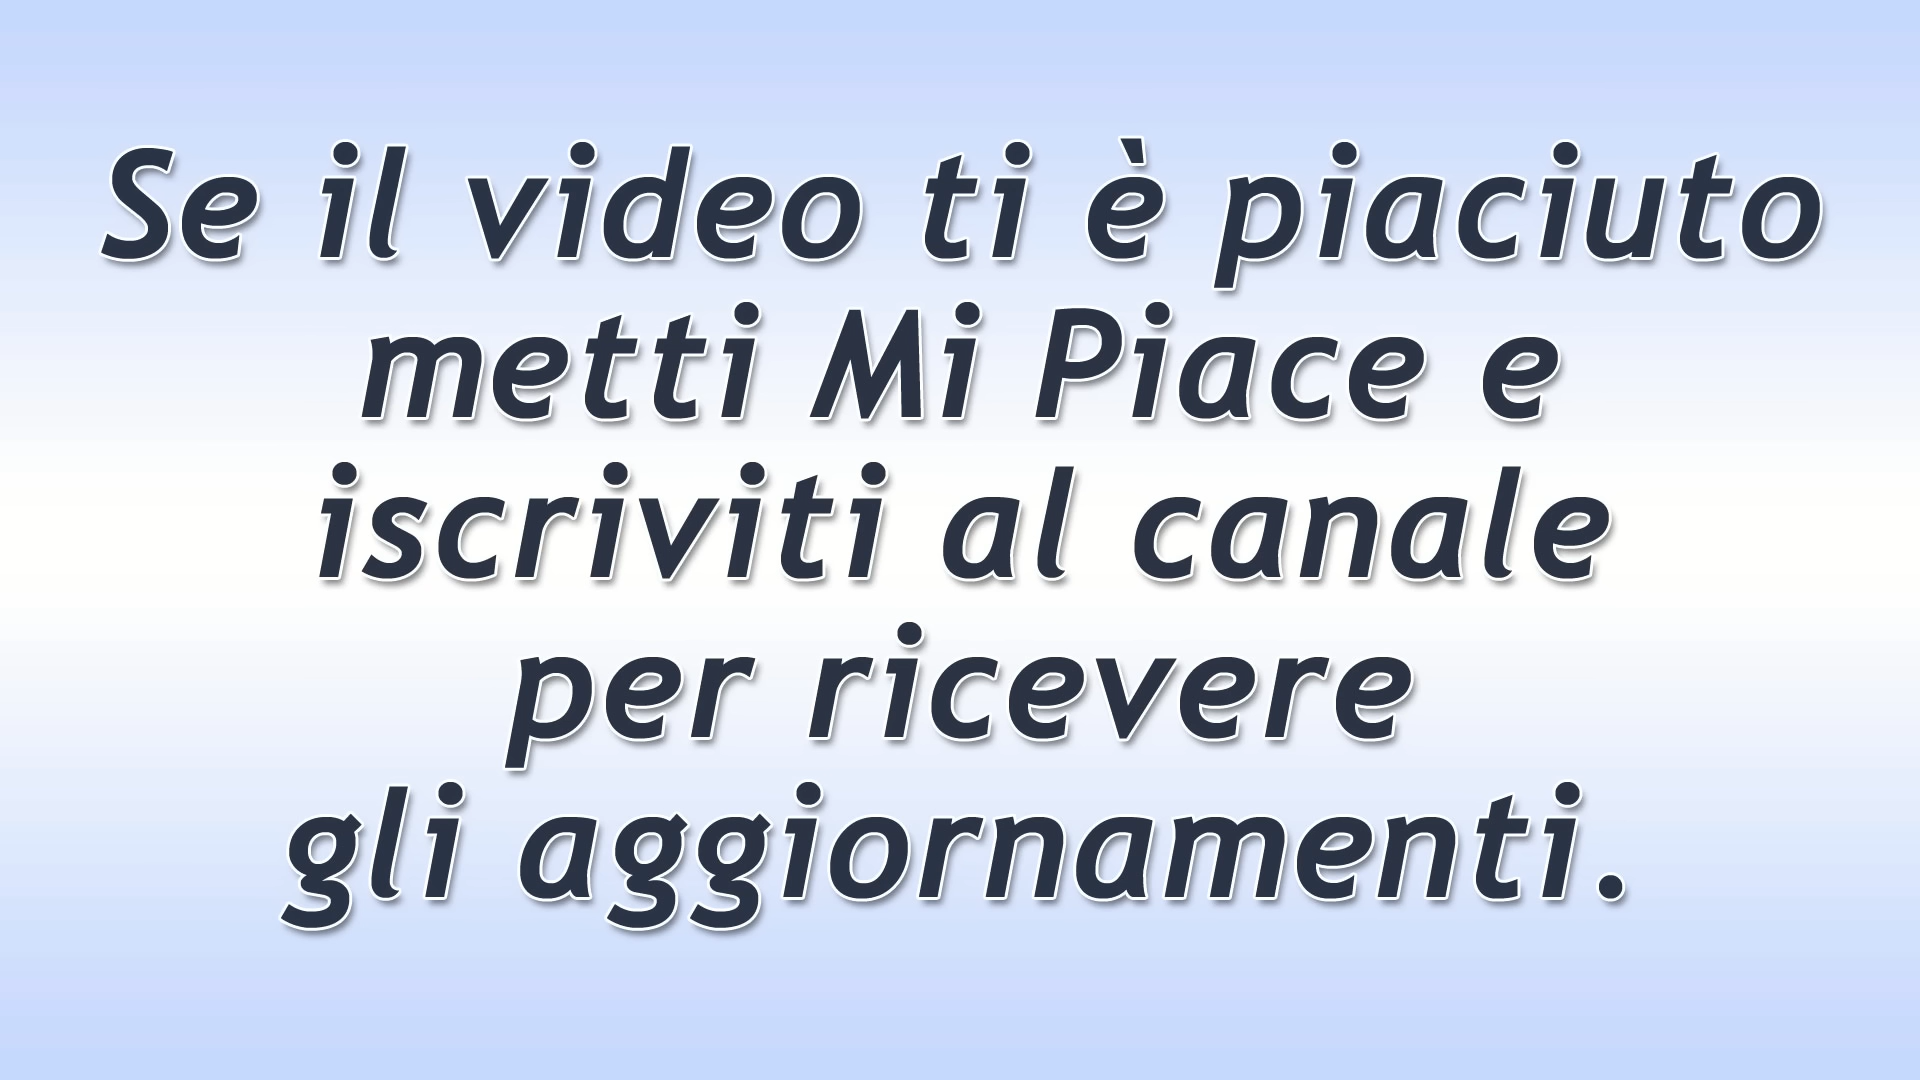 Se il video ti è piaciuto
metti Mi Piace e
iscriviti al canale
per ricevere
gli aggiornamenti.